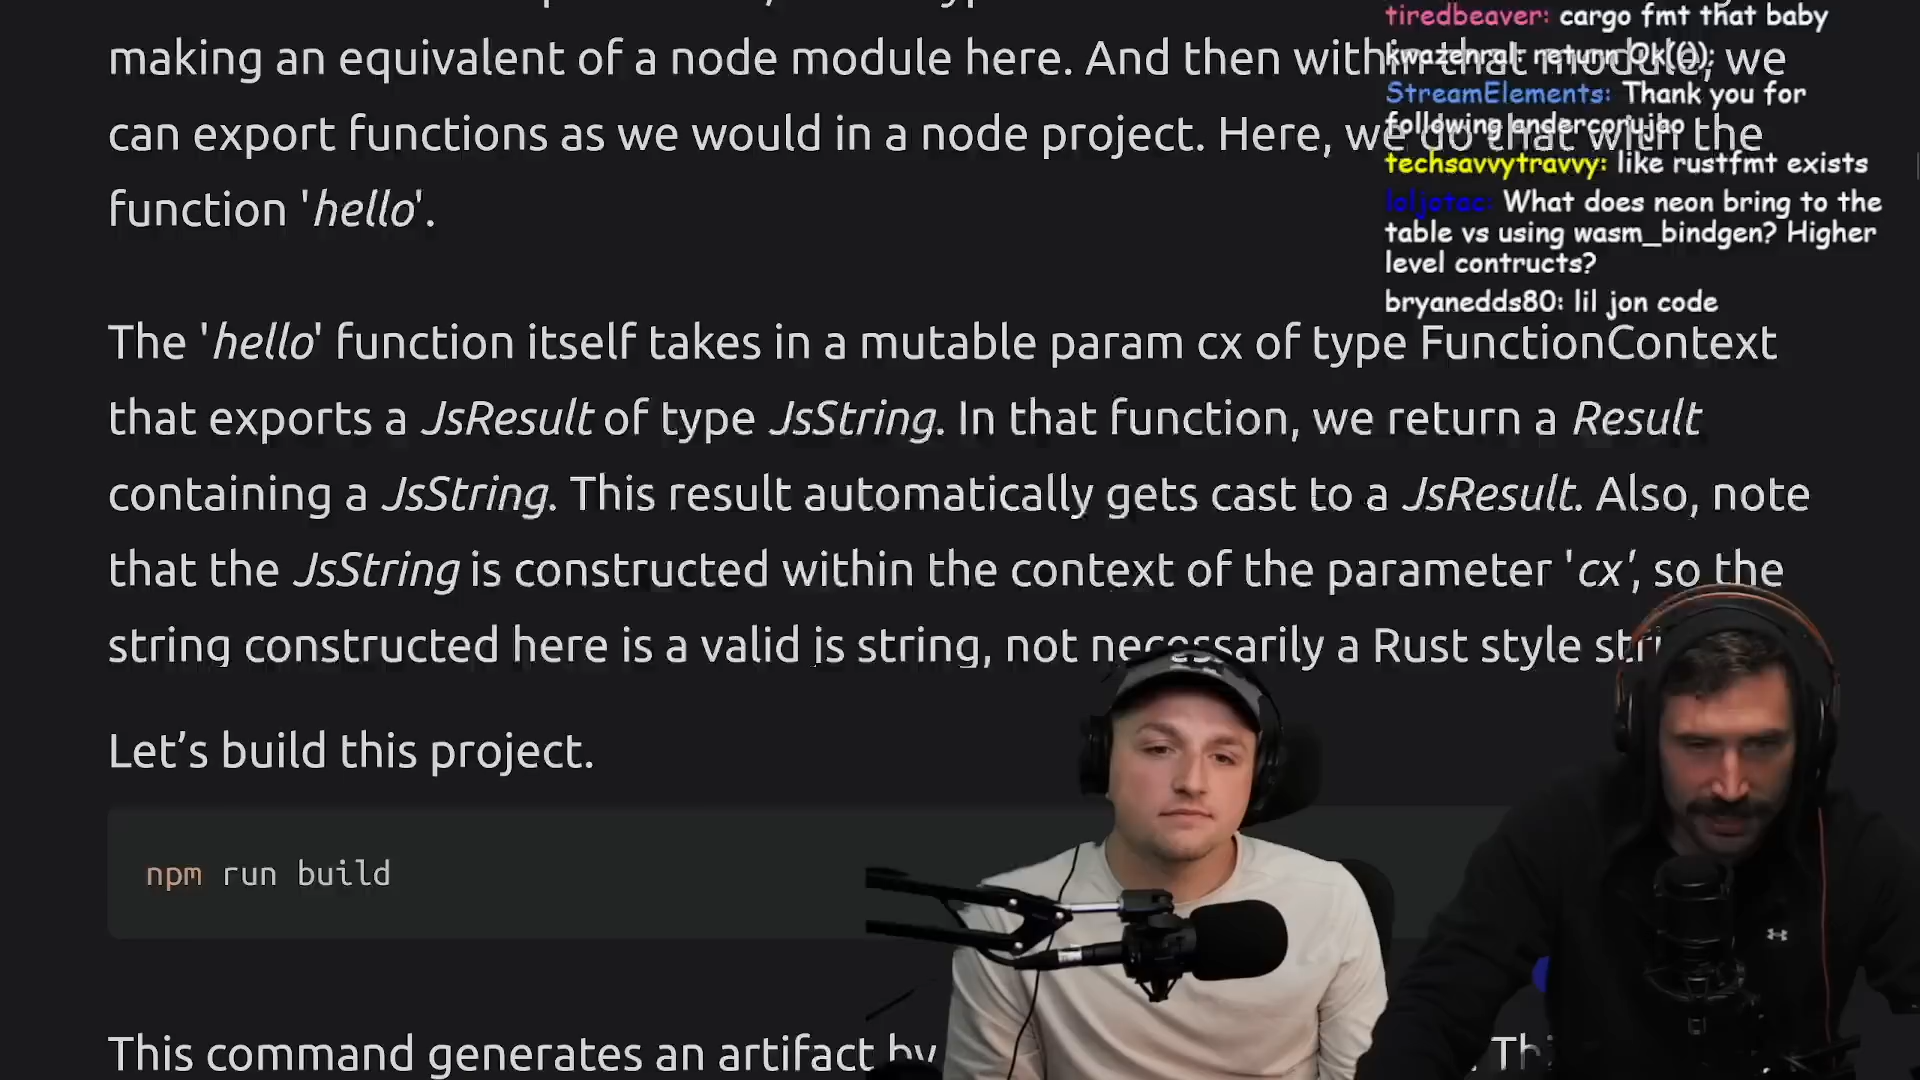 making an equivalent of a node module here. And then within that module, we
can export functions as we would in a node project. Here, we do that with the
function 'hello'.
The 'hello' function itself takes in a mutable param cx of type FunctionContext
that exports a JsResult of type JsString. In that function, we return a Result
containing a JsString. This result automatically gets cast to a JsResult. Also, note
that the JsString is constructed within the context of the parameter 'cx', so the
string constructed here is a valid js string, not necessarily a Rust style
Let’s build this project.
npm run build
This command generates an artifact by
tiredbeaver: cargo fmt that baby
kwazenral: return Ok(());
StreamElements: Thank you for
following andercorujao
techsavvytravvy: like rustfmt exists
loljotac: What does neon bring to the
table vs using wasm_bindgen? Higher
level contructs?
bryanedds80: lil jon code